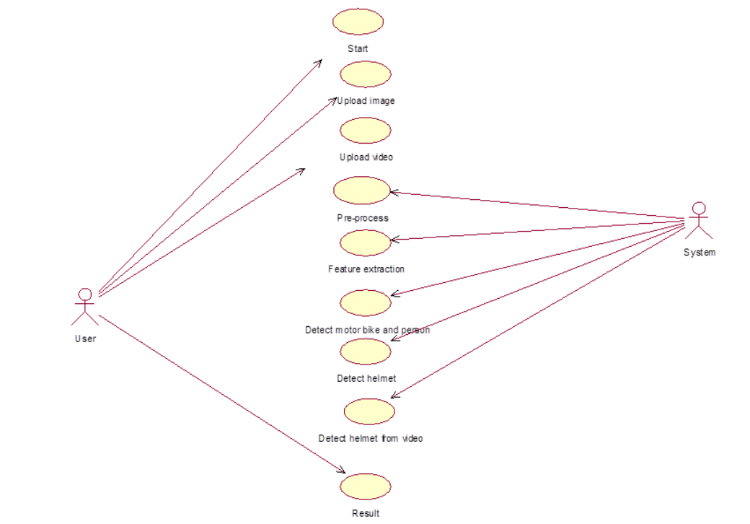 Start
Upload image
Upload video
Pre-process
System
Feature extraction
Detect motor bike and person
User
Detect helmet
Detect helmet from video
Result